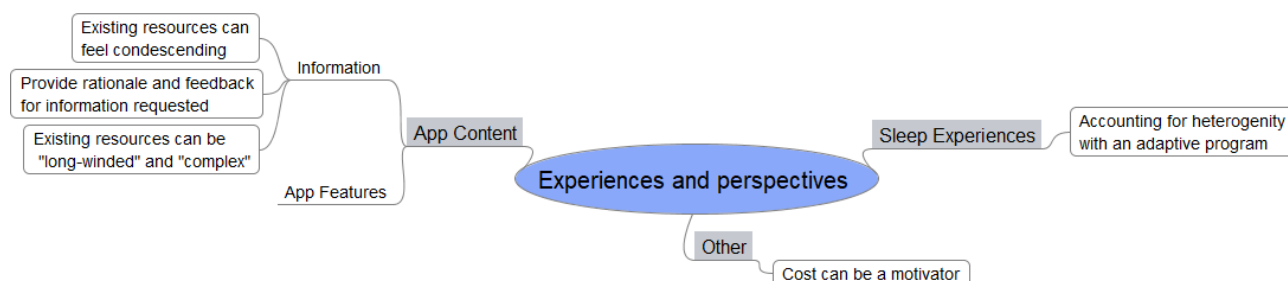 Existing resources can
feel condescending
Provide rationale and feedback
for information requested
Existing resources can be
"long-winded" and "complex"
Information
App Features
App Content
Experiences and perspectives
Sleep Experiences
Accounting for heterogenity
with an adaptive program
Other
Cost can be a motivator